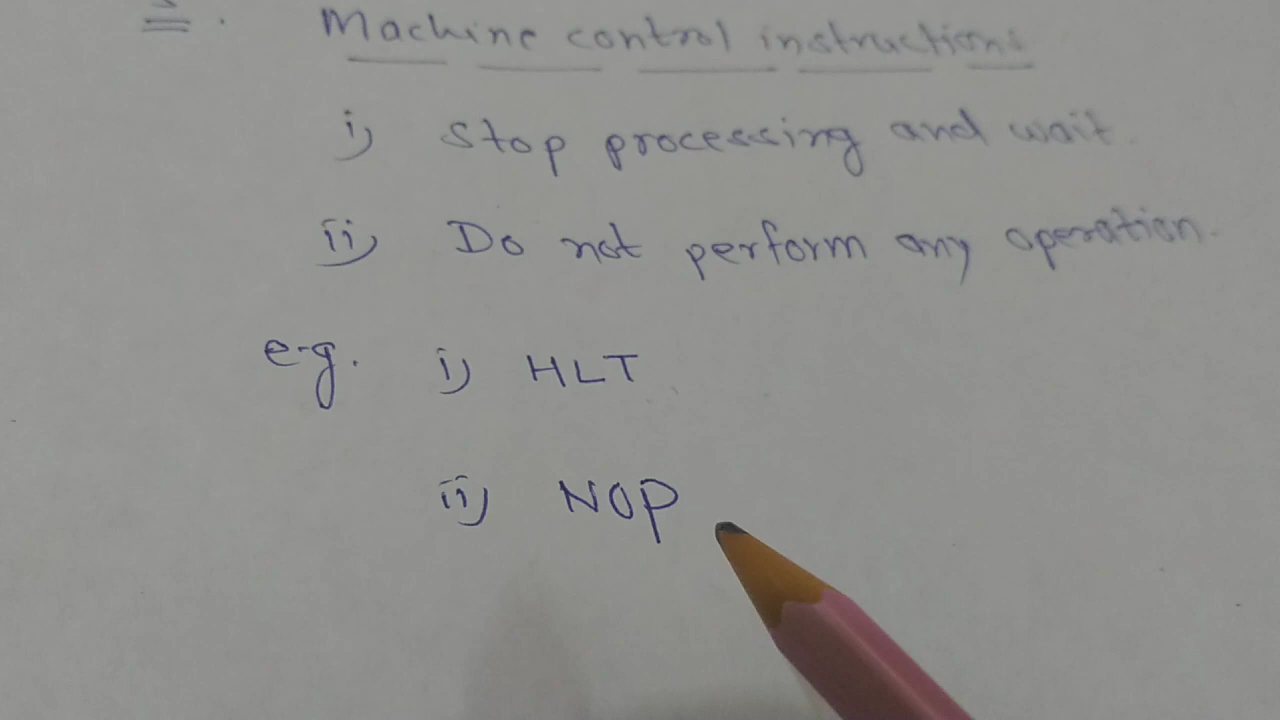 Machine control instructions
i) Stop processing and wait.
ii) Do not perform any operation.
e.g. i) HLT
ii) NOP